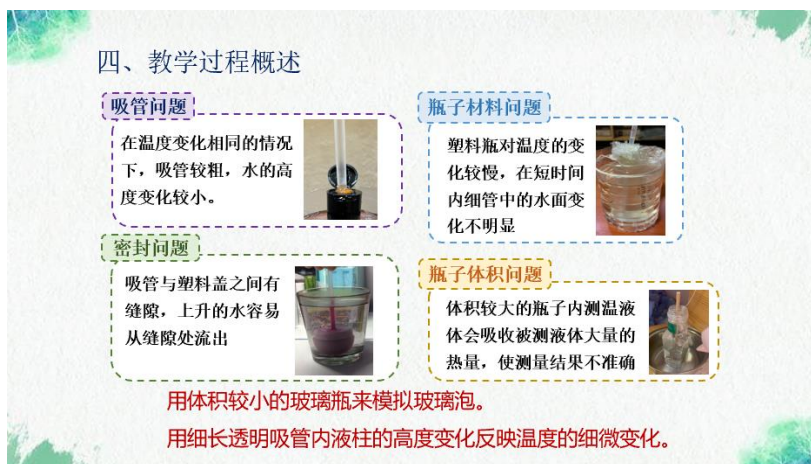 四、教学过程概述
吸管问题
在温度变化相同的情况
下，吸管较粗，水的高
度变化较小。
瓶子材料问题
塑料瓶对温度的变
化较慢，在短时间
内细管中的水面变
化不明显
密封问题
吸管与塑料盖之间有
缝隙，上升的水容易
从缝隙处流出
瓶子体积问题
体积较大的瓶子内测温液
体会吸收被测液体大量的
热量，使测量结果不准确
用体积较小的玻璃瓶来模拟玻璃泡。
用细长透明吸管内液柱的高度变化反映温度的细微变化。